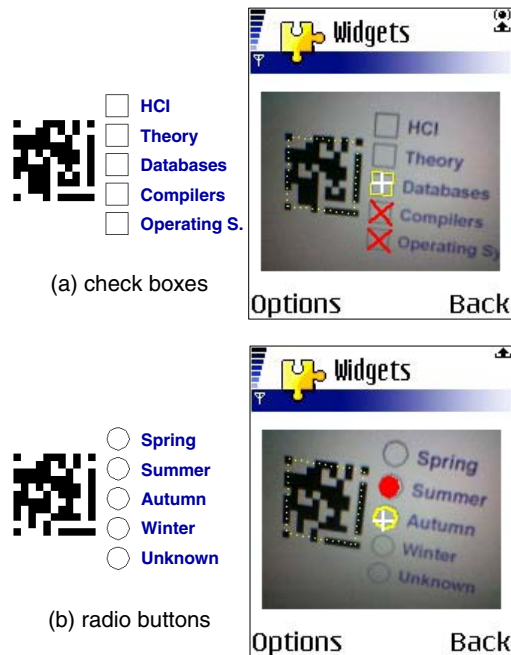 Widgets
HCI
Theory
Databases
Compilers
Operating S.
HCI
Theory
Databases
Compilers
Operating Sy
(a) check boxes
Options Back
Widgets
Spring
Summer
Autumn
Winter
Unknown
Spring
Summer
Autumn
Winter
Unknown
(b) radio buttons
Options Back